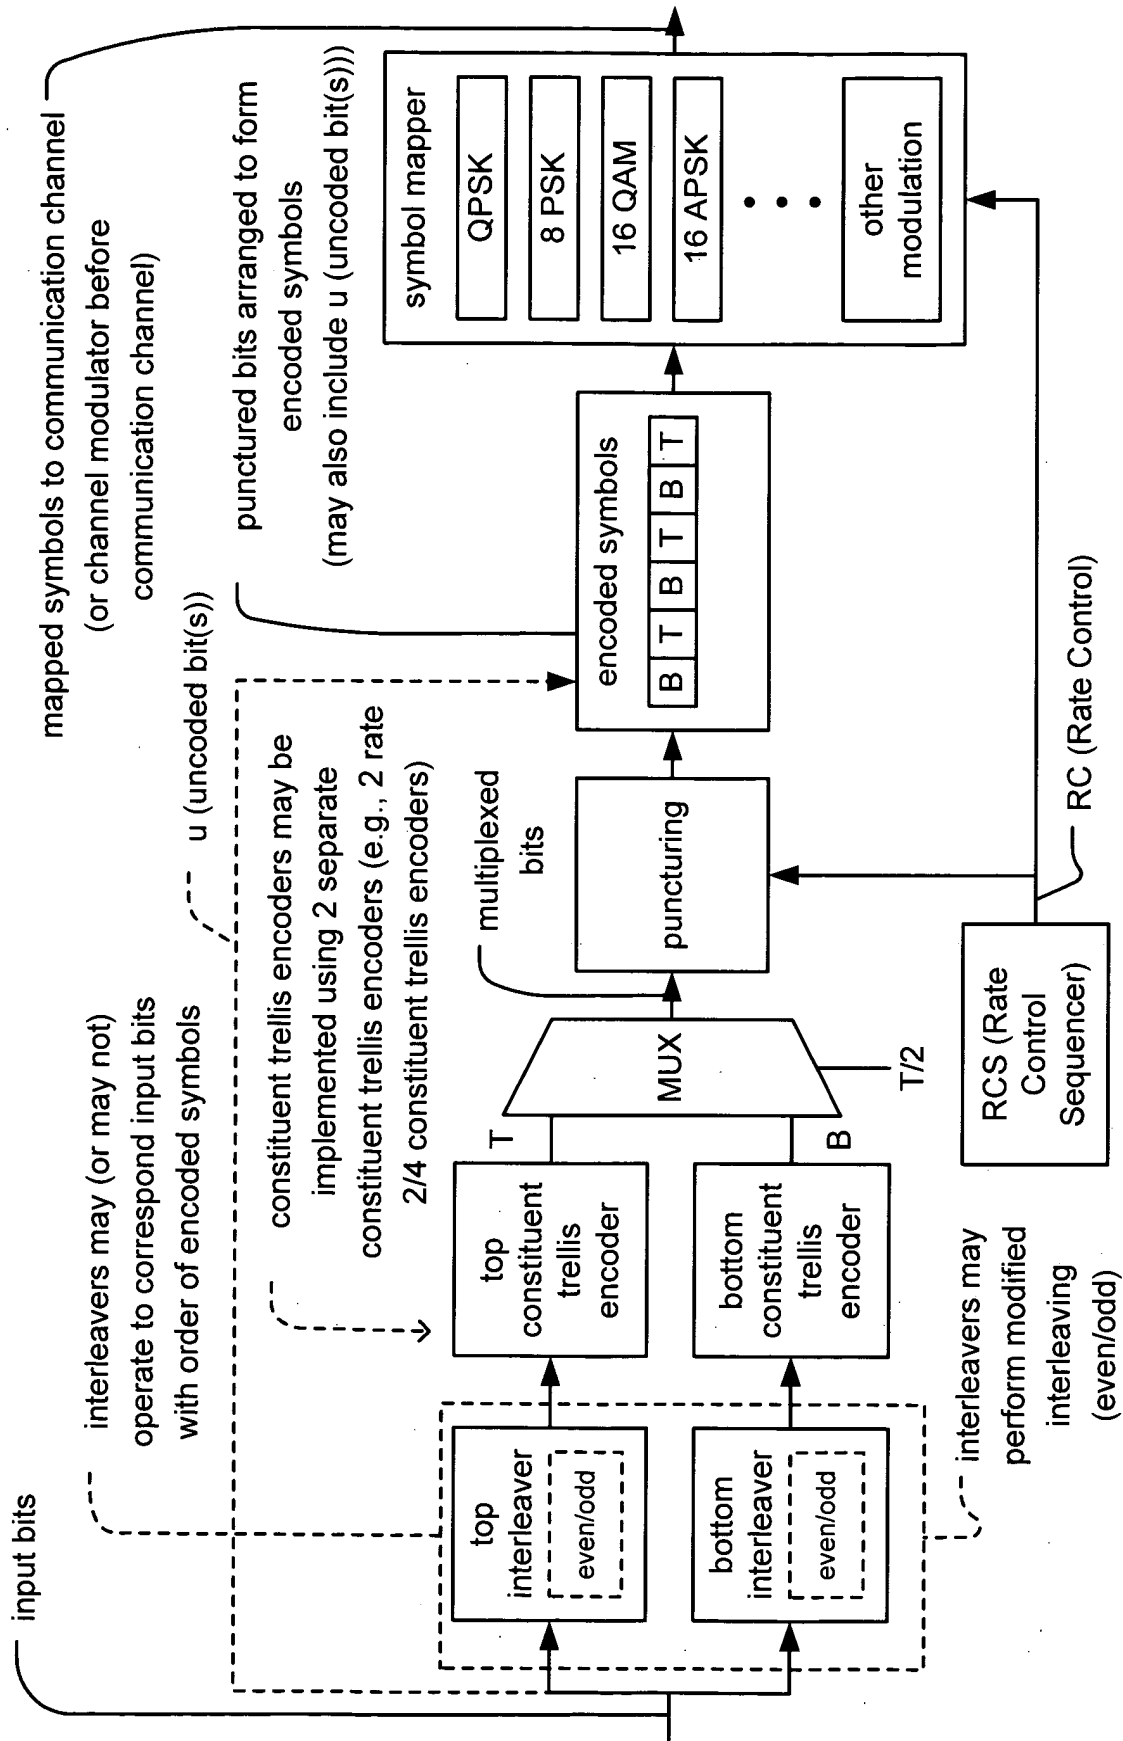 input bits
interleavers may (or may not)
operate to correspond input bits
with order of encoded symbols
u (uncoded bit(s))
mapped symbols to communication channel
(or channel modulator before
communication channel)
constituent trellis encoders may be
implemented using 2 separate
constituent trellis encoders (e.g., 2 rate
2/4 constituent trellis encoders)
punctured bits arranged to form
encoded symbols
(may also include u (uncoded bit(s)))
multiplexed
bits
top
interleaver
even/odd
bottom
interleaver
even/odd
top
constituent
trellis
encoder
bottom
constituent
trellis
encoder
T
B
MUX
T/2
puncturing
encoded symbols
B T B T B T
symbol mapper
QPSK
8 PSK
16 QAM
16 APSK
other
modulation
interleavers may
perform modified
interleaving
(even/odd)
RCS (Rate
Control
Sequencer)
RC (Rate Control)